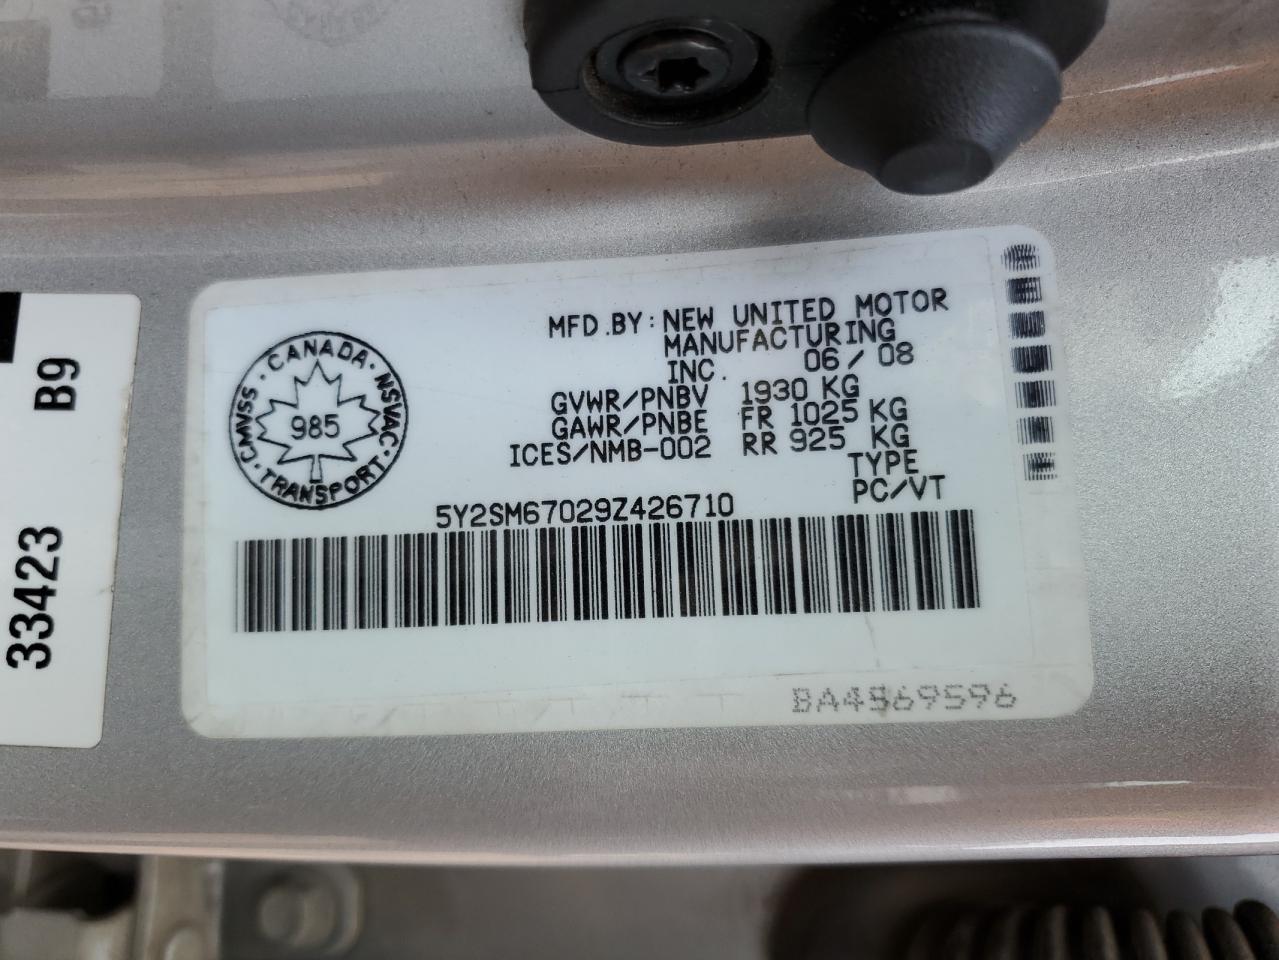 MFD.BY: NEW UNITED MOTOR
MANUFACTURING
INC. 06/08
GVWR/PNBV 1930 KG
GAWR/PNBE FR 1025 KG
ICES/NMB-002 RR 925 KG
TYPE
PC/VT
CMVSS · CANADA · NSVAC · TRANSPORT ·
985
5Y2SM67029Z426710
BA4869596
33423 B9